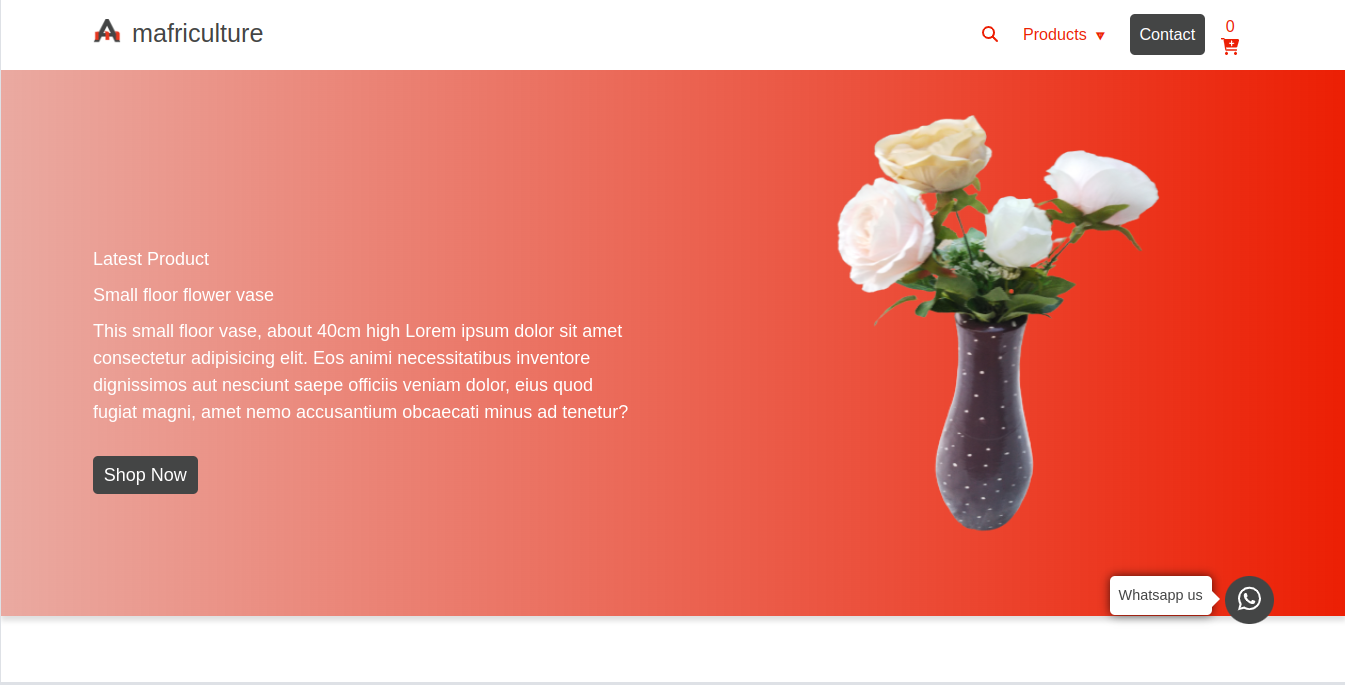 mafriculture
Products
Contact
0
Latest Product
Small floor flower vase
This small floor vase, about 40cm high Lorem ipsum dolor sit amet
consectetur adipisicing elit. Eos animi necessitatibus inventore
dignissimos aut nesciunt saepe officiis veniam dolor, eius quod
fugiat magni, amet nemo accusantium obcaecati minus ad tenetur?
Shop Now
Whatsapp us